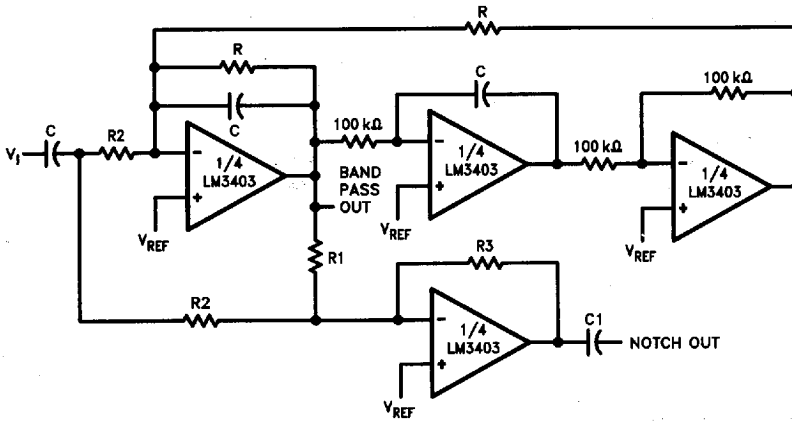 R
R
C
100 kΩ
C
R2
C
100 kΩ
100 kΩ
Vs
-
1/4
LM3403
+
VREF
BAND
PASS
OUT
-
1/4
LM3403
+
VREF
-
1/4
LM3403
+
VREF
R1
R3
R2
-
1/4
LM3403
+
VREF
C1
NOTCH OUT